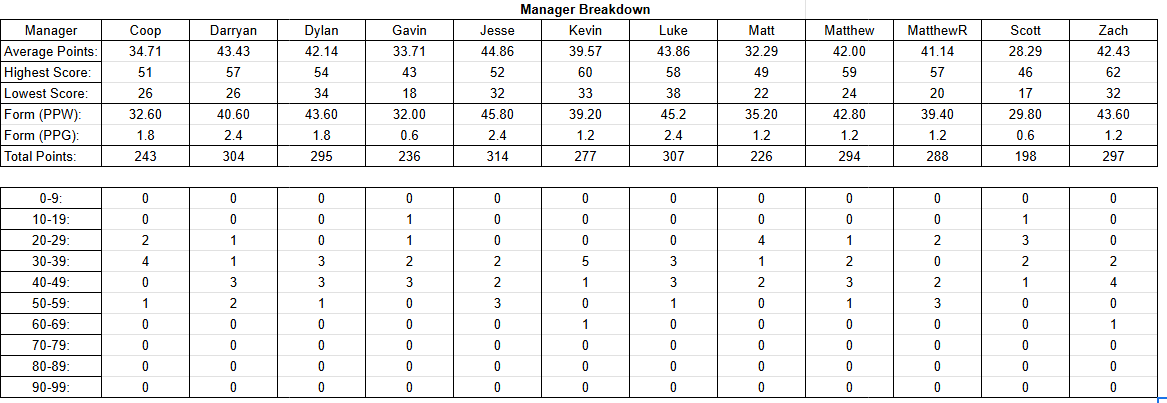 Manager Breakdown
Manager Coop Darryan Dylan Gavin Jesse Kevin Luke Matt Matthew MatthewR Scott Zach
Average Points: 34.71 43.43 42.14 33.71 44.86 39.57 43.86 32.29 42.00 41.14 28.29 42.43
Highest Score: 51 57 54 43 52 60 58 49 59 57 46 62
Lowest Score: 26 26 34 18 32 33 38 22 24 20 17 32
Form (PPW): 32.60 40.60 43.60 32.00 45.80 39.20 45.2 35.20 42.80 39.40 29.80 43.60
Form (PPG): 1.8 2.4 1.8 0.6 2.4 1.2 2.4 1.2 1.2 1.2 0.6 1.2
Total Points: 243 304 295 236 314 277 307 226 294 288 198 297
0-9: 0 0 0 0 0 0 0 0 0 0 0 0
10-19: 0 0 0 1 0 0 0 0 0 0 1 0
20-29: 2 1 0 1 0 0 0 4 1 2 3 0
30-39: 4 1 3 2 2 5 3 1 2 0 2 2
40-49: 0 3 3 3 2 1 3 2 3 2 1 4
50-59: 1 2 1 0 3 0 1 0 1 3 0 0
60-69: 0 0 0 0 0 1 0 0 0 0 0 1
70-79: 0 0 0 0 0 0 0 0 0 0 0 0
80-89: 0 0 0 0 0 0 0 0 0 0 0 0
90-99: 0 0 0 0 0 0 0 0 0 0 0 0